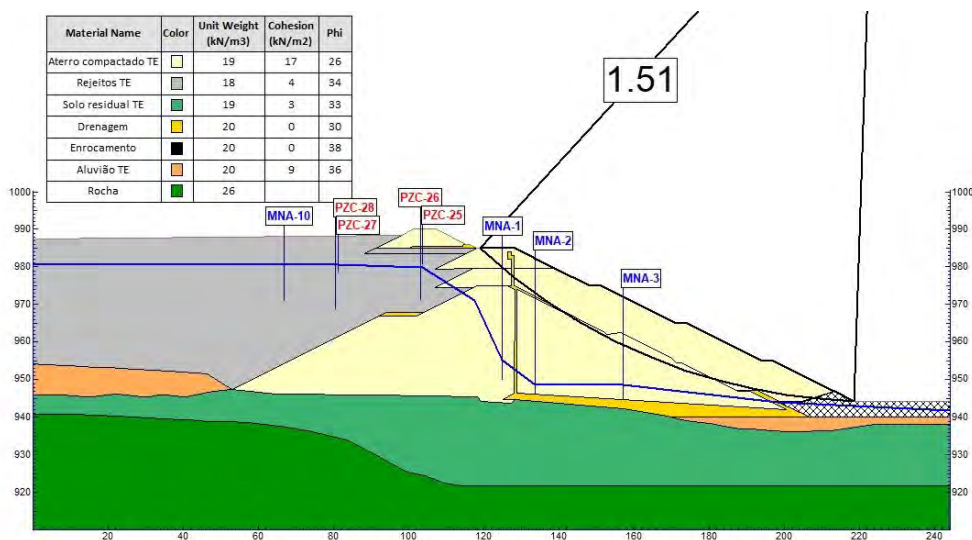 Material Name Color Unit Weight (kN/m3) Cohesion (kN/m2) Phi
Aterro compactado TE 19 17 26
Rejeitos TE 18 4 34
Solo residual TE 19 3 33
Drenagem 20 0 30
Enrocamento 20 0 38
Aluvião TE 20 9 36
Rocha 26
1.51
MNA-10
PZC-28
PZC-27
PZC-26
PZC-25
MNA-1
MNA-2
MNA-3
1000 1000
990 990
980 980
970 970
960 960
950 950
940 940
930 930
920 920
20 40 60 80 100 120 140 160 180 200 220 240